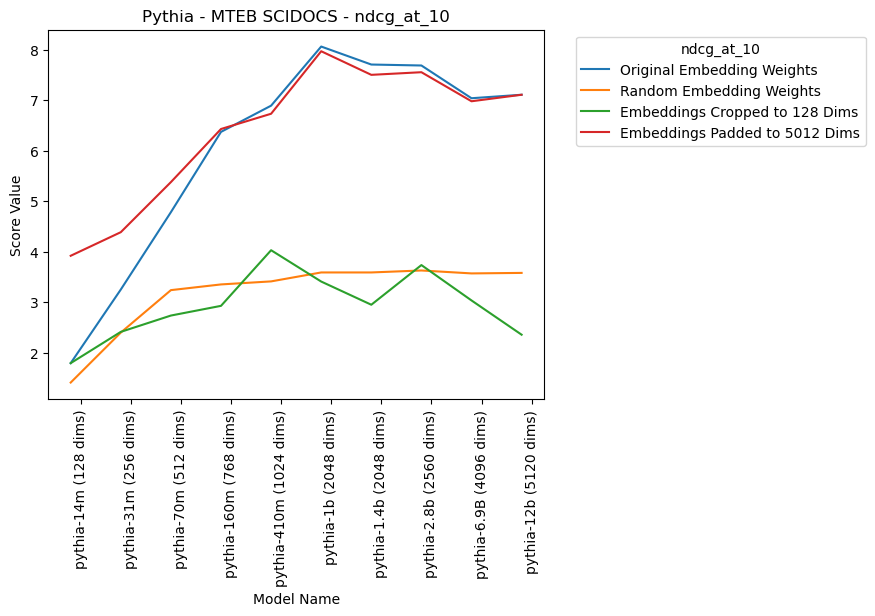 Pythia - MTEB SCIDOCS - ndcg_at_10
ndcg_at_10
Original Embedding Weights
Random Embedding Weights
Embeddings Cropped to 128 Dims
Embeddings Padded to 5012 Dims
Score Value
8
7
6
5
4
3
2
pythia-14m (128 dims)
pythia-31m (256 dims)
pythia-70m (512 dims)
pythia-160m (768 dims)
pythia-410m (1024 dims)
pythia-1b (2048 dims)
pythia-1.4b (2048 dims)
pythia-2.8b (2560 dims)
pythia-6.9B (4096 dims)
pythia-12b (5120 dims)
Model Name